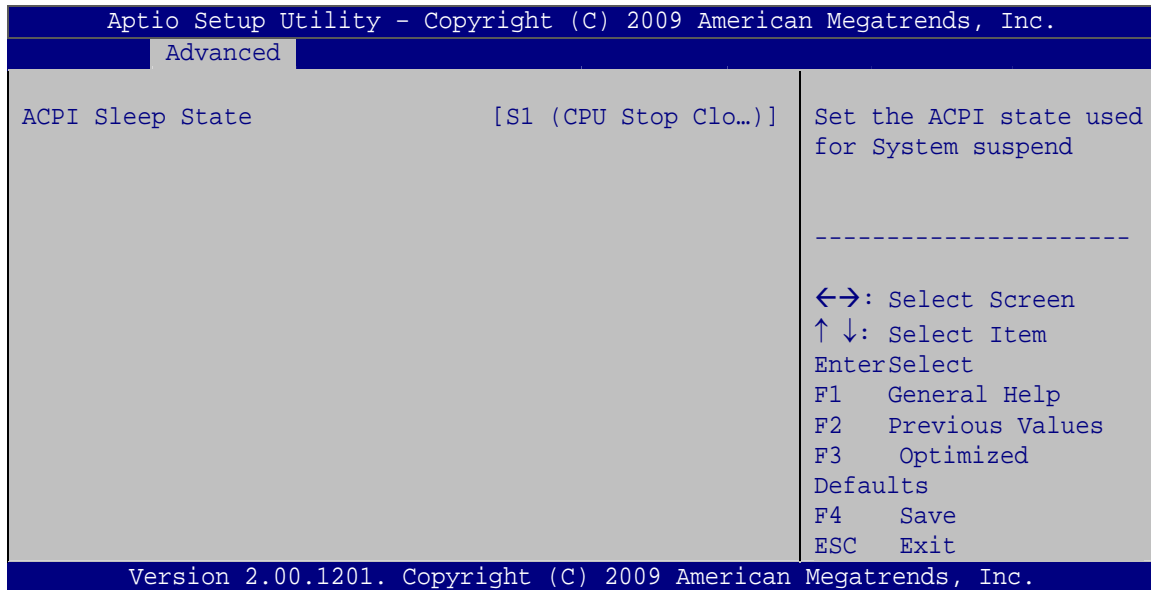 Aptio Setup Utility – Copyright (C) 2009 American Megatrends, Inc.
Advanced
ACPI Sleep State [S1 (CPU Stop Clo…)]
Set the ACPI state used
for System suspend
----------------------
←→: Select Screen
↑ ↓: Select Item
EnterSelect
F1 General Help
F2 Previous Values
F3 Optimized
Defaults
F4 Save
ESC Exit
Version 2.00.1201. Copyright (C) 2009 American Megatrends, Inc.